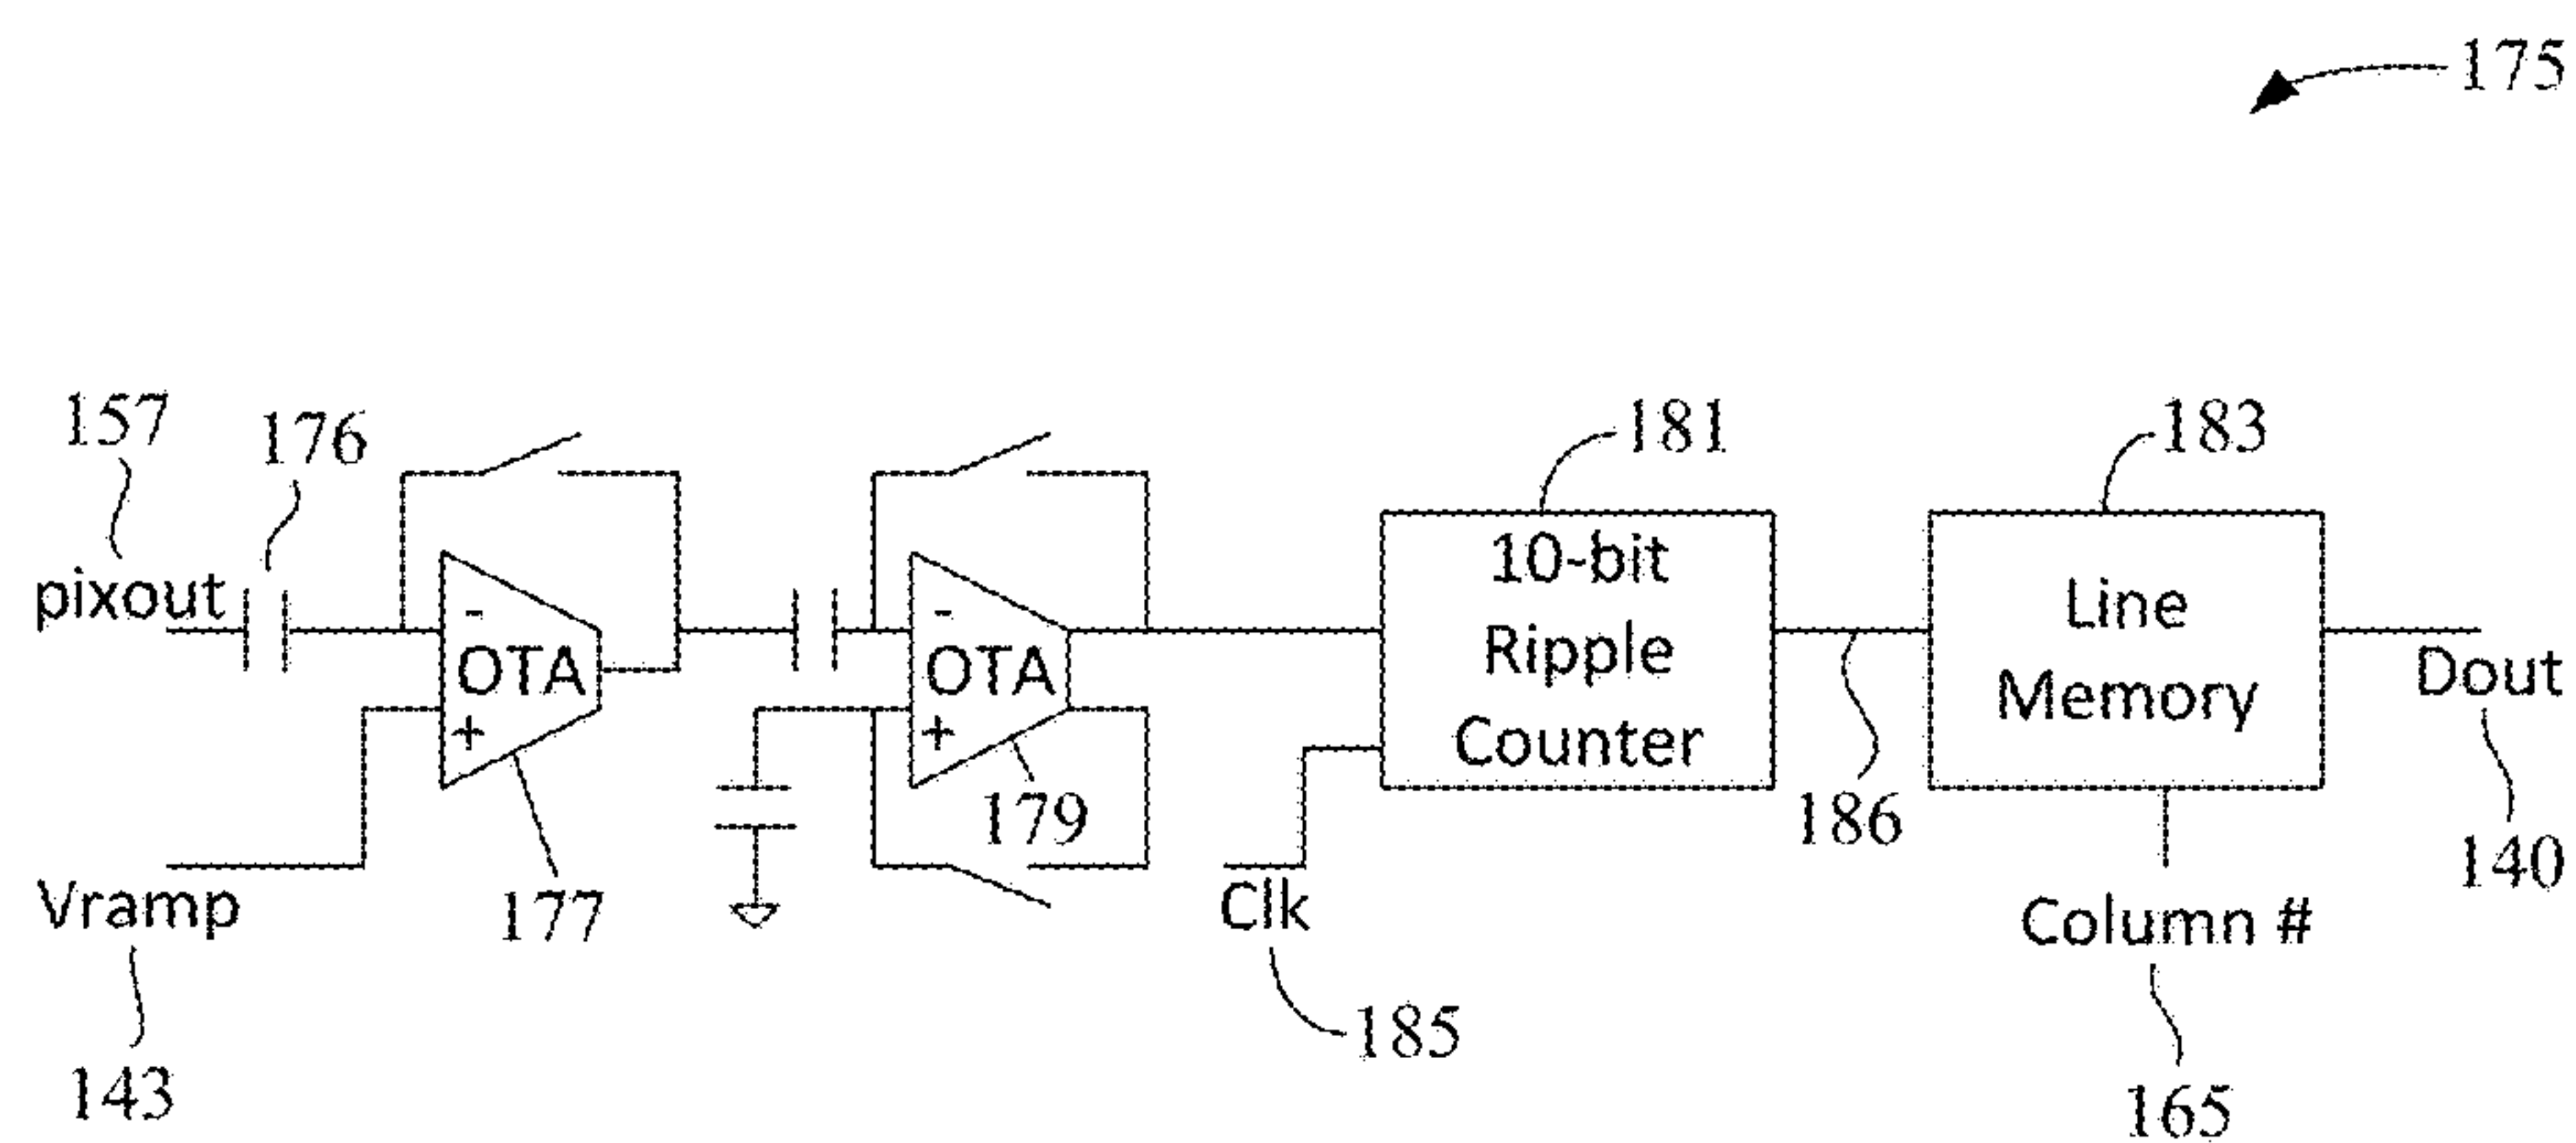 175
157
176
181
183
pixout
-
OTA
+
-
OTA
+
10-bit
Ripple
Counter
Line
Memory
Dout
179
186
140
Vramp
177
Clk
Column #
185
143
165